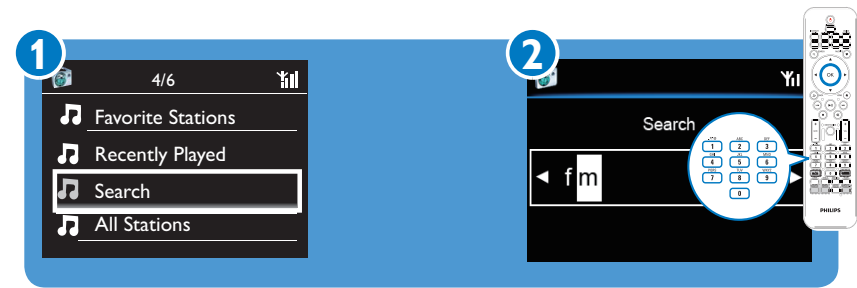 1
4/6
Favorite Stations
Recently Played
Search
All Stations
2
Search
fm
1 2 3
4 5 6
7 8 9
0
OK
PHILIPS